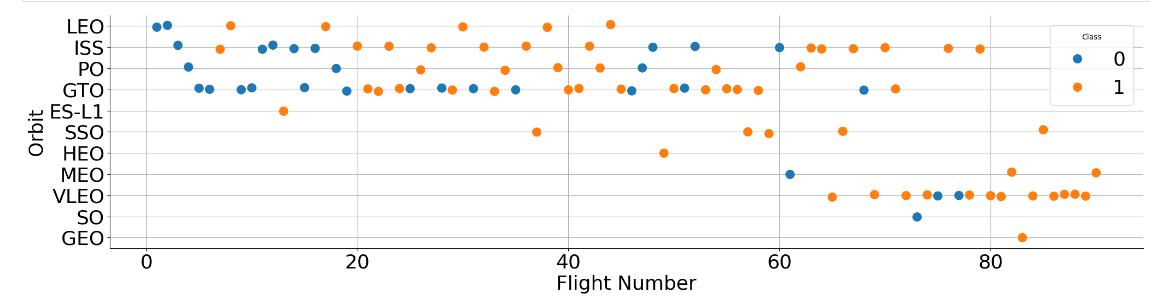 LEO
ISS
PO
GTO
ES-L1
SSO
HEO
MEO
VLEO
SO
GEO
Orbit
Class
0
1
0 20 40 60 80
Flight Number